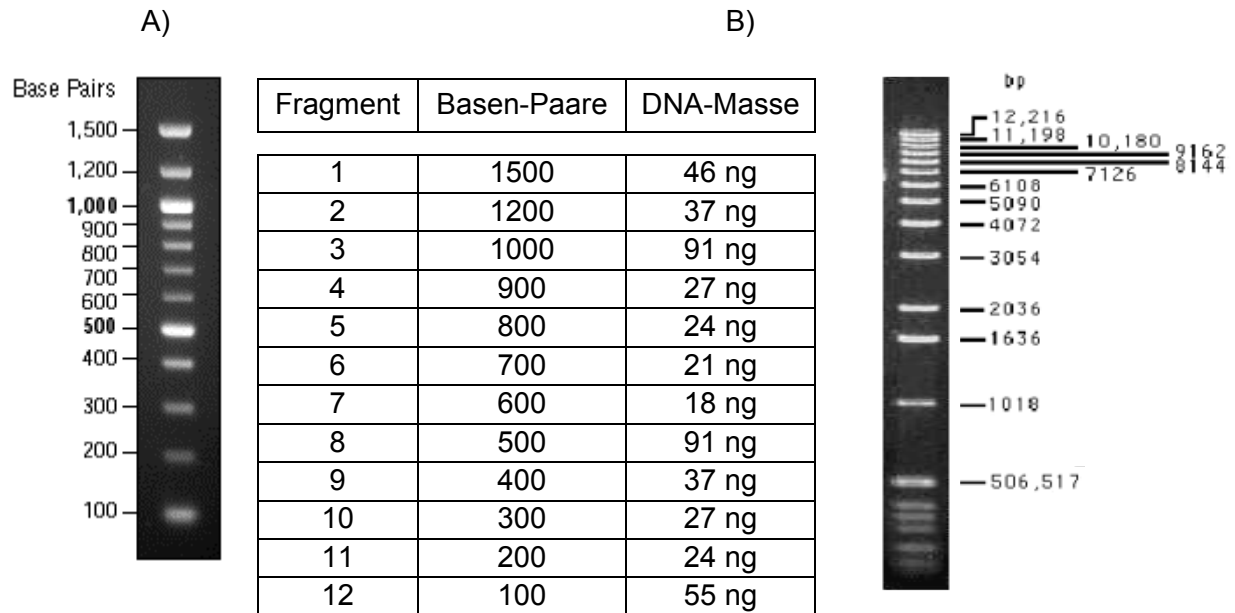 A)
B)
Base Pairs
1,500
1,200
1,000
900
800
700
600
500
400
300
200
100
Fragment Basen-Paare DNA-Masse
1 1500 46 ng
2 1200 37 ng
3 1000 91 ng
4 900 27 ng
5 800 24 ng
6 700 21 ng
7 600 18 ng
8 500 91 ng
9 400 37 ng
10 300 27 ng
11 200 24 ng
12 100 55 ng
bp
12,216
11,198
10,180
9162
8144
7126
6108
5090
4072
3054
2036
1636
1018
506,517